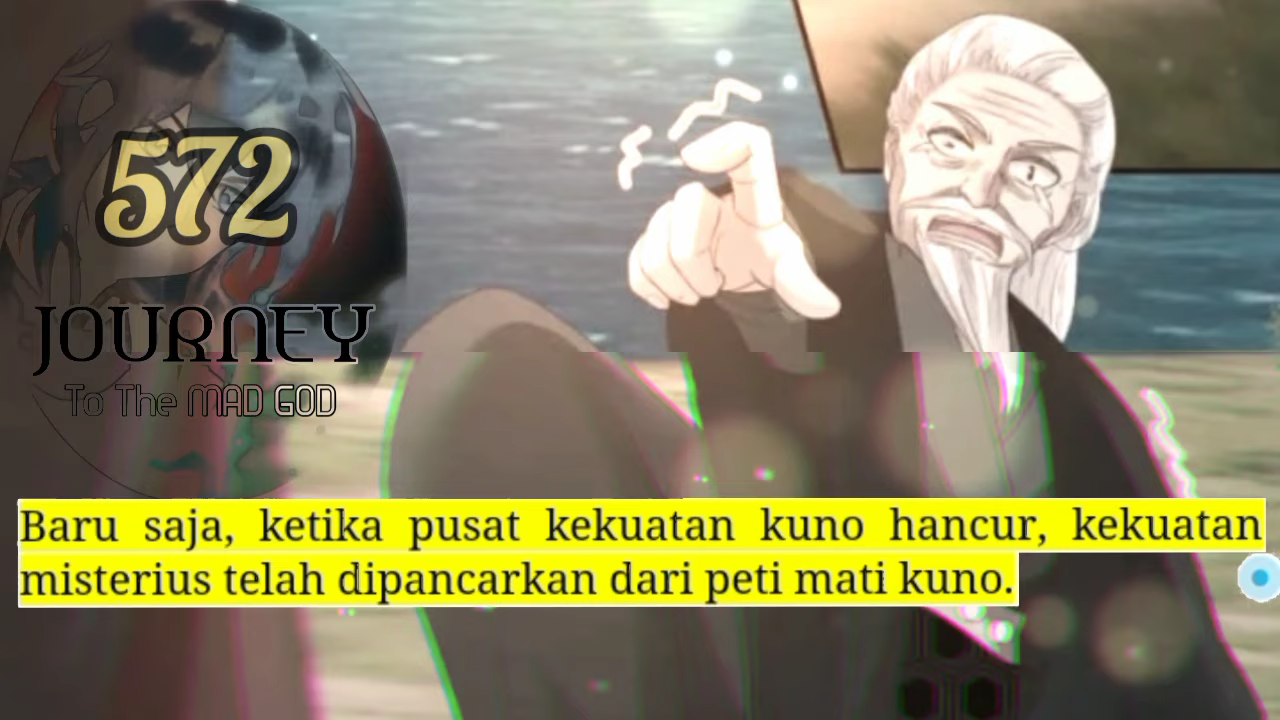 572
JOURNEY
To The MAD GOD
Baru saja, ketika pusat kekuatan kuno hancur, kekuatan
misterius telah dipancarkan dari peti mati kuno.